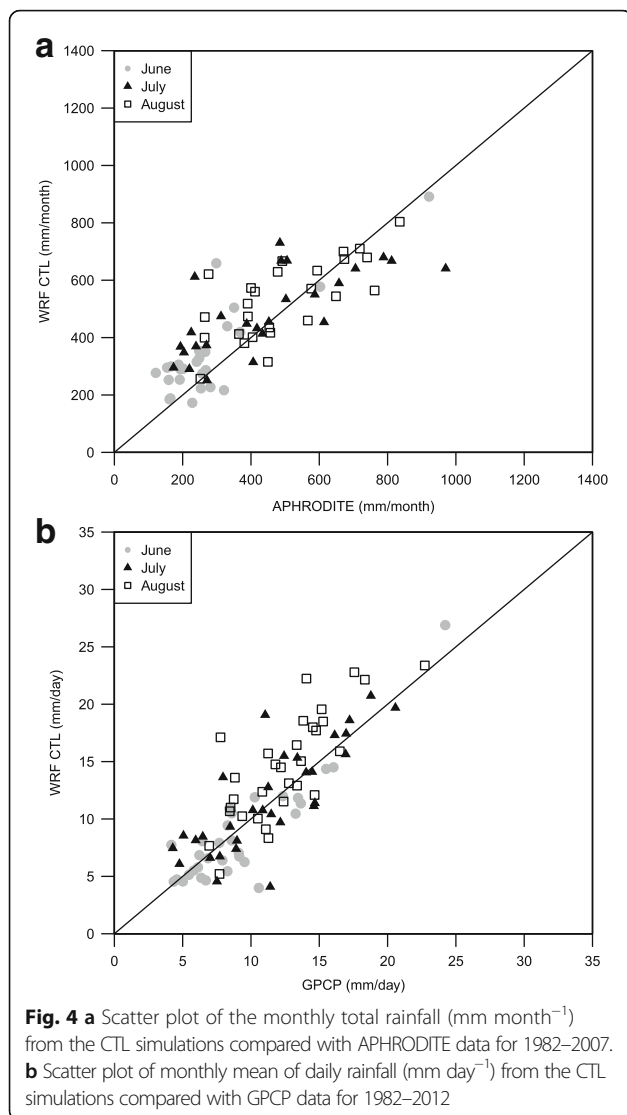 a
1400
June
July
August
1200
1000
800
600
400
200
0
WRF CTL (mm/month)
0 200 400 600 800 1000 1200 1400
APHRODITE (mm/month)
b
35
June
July
August
30
25
20
15
10
5
0
WRF CTL (mm/day)
0 5 10 15 20 25 30 35
GPCP (mm/day)
Fig. 4 a Scatter plot of the monthly total rainfall (mm month⁻¹)
from the CTL simulations compared with APHRODITE data for 1982–2007.
b Scatter plot of monthly mean of daily rainfall (mm day⁻¹) from the CTL
simulations compared with GPCP data for 1982–2012